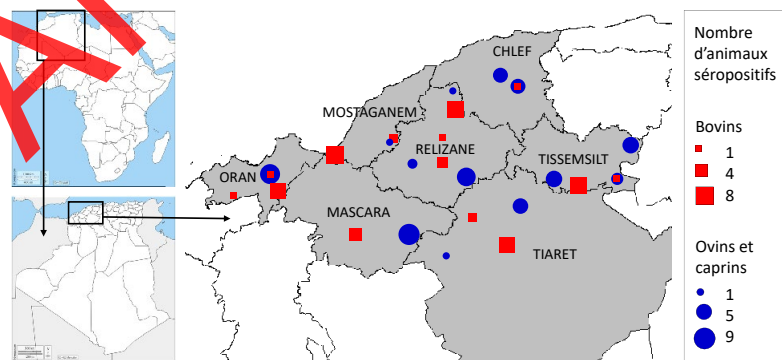 CHLEF
MOSTAGANEM
RELIZANE
TISSEMSILT
ORAN
MASCARA
TIARET
Nombre
d'animaux
séropositifs
Bovins
1
4
8
Ovins et
caprins
1
5
9